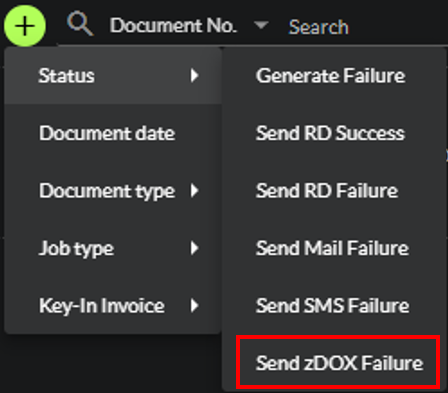 Document No. Search
Status
Document date
Document type
Job type
Key-In Invoice
Generate Failure
Send RD Success
Send RD Failure
Send Mail Failure
Send SMS Failure
Send zDOX Failure